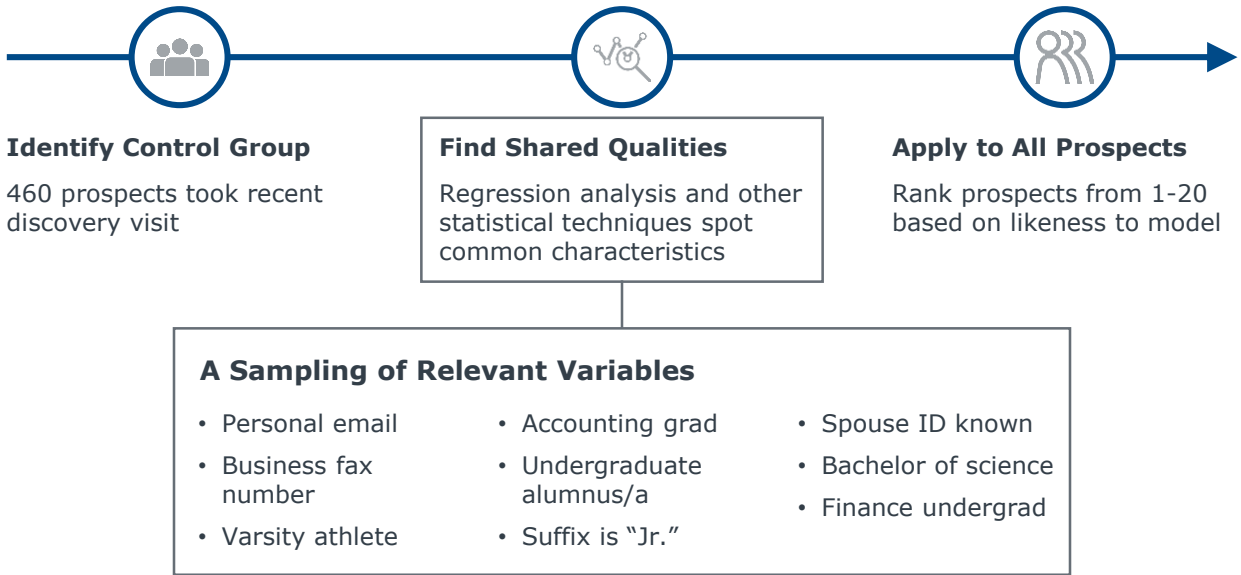 Identify Control Group
460 prospects took recent
discovery visit
Find Shared Qualities
Regression analysis and other
statistical techniques spot
common characteristics
Apply to All Prospects
Rank prospects from 1-20
based on likeness to model
A Sampling of Relevant Variables
• Personal email
• Business fax
number
• Varsity athlete
• Accounting grad
• Undergraduate
alumnus/a
• Suffix is “Jr.”
• Spouse ID known
• Bachelor of science
• Finance undergrad